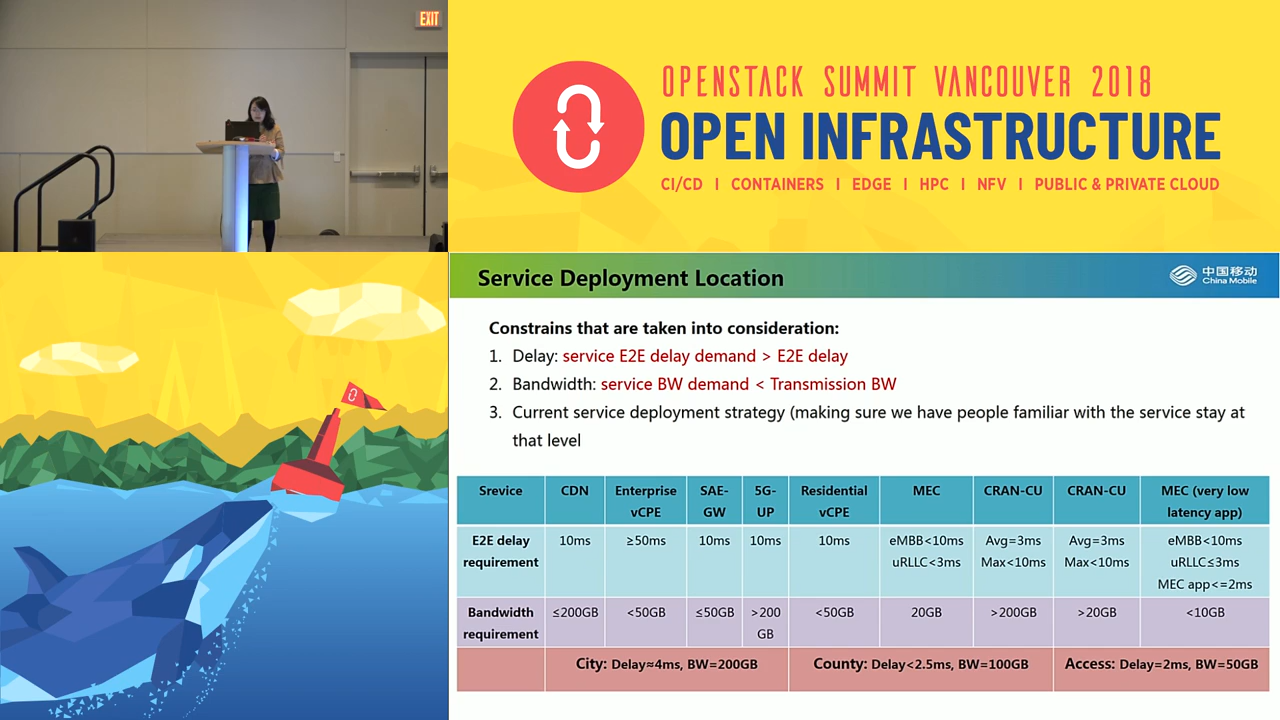 EXIT
OPENSTACK SUMMIT VANCOUVER 2018
OPEN INFRASTRUCTURE
CI/CD | CONTAINERS | EDGE | HPC | NFV | PUBLIC & PRIVATE CLOUD
Service Deployment Location
中国移动
China Mobile
Constrains that are taken into consideration:
1. Delay: service E2E delay demand > E2E delay
2. Bandwidth: service BW demand < Transmission BW
3. Current service deployment strategy (making sure we have people familiar with the service stay at
that level
Srevice CDN Enterprise vCPE SAE-GW 5G-UP Residential vCPE MEC CRAN-CU CRAN-CU MEC (very low latency app)
E2E delay requirement 10ms ≥50ms 10ms 10ms 10ms eMBB<10ms uRLLC<3ms Avg=3ms Max<10ms Avg=3ms Max<10ms eMBB<10ms uRLLC≤3ms MEC app<=2ms
Bandwidth requirement ≤200GB <50GB ≤50GB >200 GB <50GB 20GB >200GB >20GB <10GB
City: Delay≈4ms, BW=200GB County: Delay<2.5ms, BW=100GB Access: Delay=2ms, BW=50GB